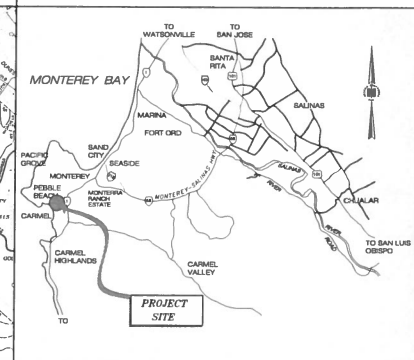 TO
WATSONVILLE
TO
SAN JOSE
SANTA
RITA
MONTEREY BAY
MARINA
SALINAS
FORT ORD
SAND
CITY
SEASIDE
PACIFIC
GROVE
MONTEREY
PEBBLE
BEACH
MONTERRA
RANCH
ESTATE
MONTEREY-SALINAS HWY.
SALINAS
RIVER
CHUALAR
RIVER
ROAD
CARMEL
TO SAN LUIS
OBISPO
CARMEL
HIGHLANDS
CARMEL
VALLEY
PROJECT
SITE
TO